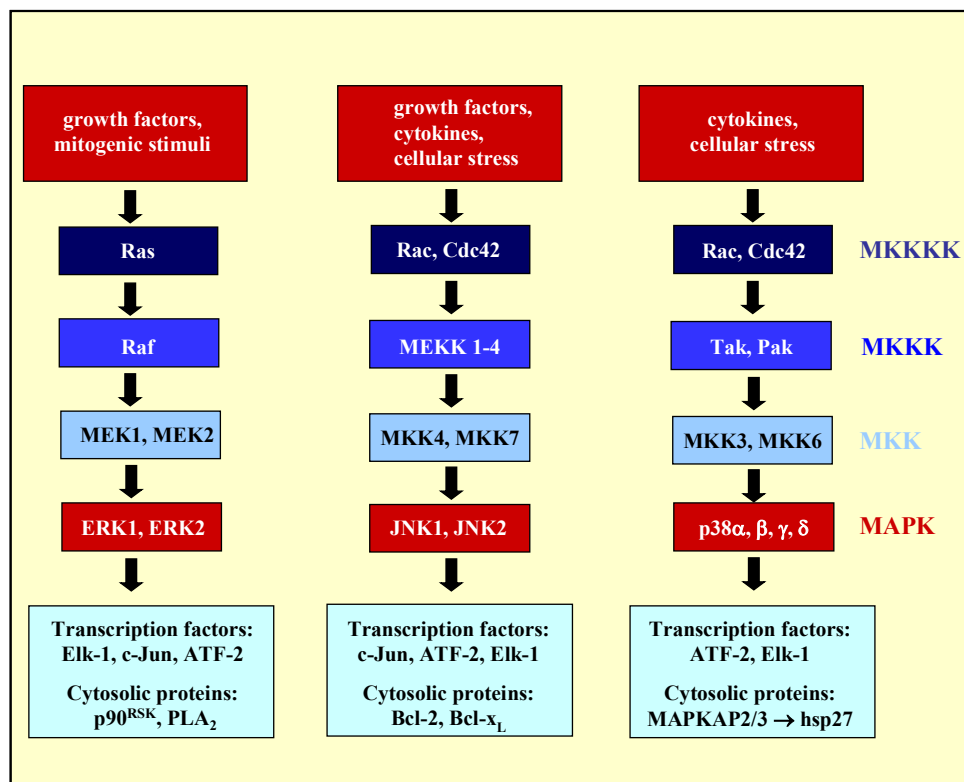 growth factors,
mitogenic stimuli
growth factors,
cytokines,
cellular stress
cytokines,
cellular stress
Ras
Rac, Cdc42
Rac, Cdc42
MKKKK
Raf
MEKK 1-4
Tak, Pak
MKKK
MEK1, MEK2
MKK4, MKK7
MKK3, MKK6
MKK
ERK1, ERK2
JNK1, JNK2
p38α, β, γ, δ
MAPK
Transcription factors:
Elk-1, c-Jun, ATF-2
Cytosolic proteins:
p90RSK, PLA2
Transcription factors:
c-Jun, ATF-2, Elk-1
Cytosolic proteins:
Bcl-2, Bcl-xL
Transcription factors:
ATF-2, Elk-1
Cytosolic proteins:
MAPKAP2/3 → hsp27